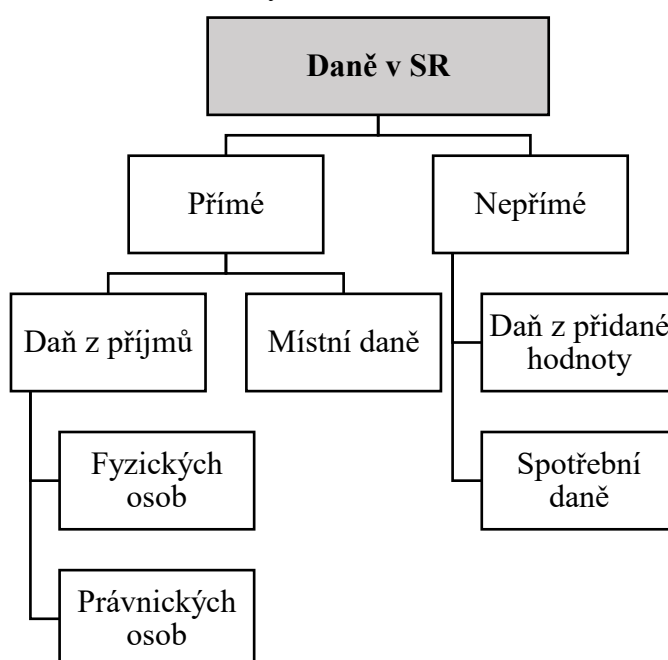 Daně v SR
Přímé
Nepřímé
Daň z příjmů
Místní daně
Daň z přidané
hodnoty
Fyzických
osob
Spotřební
daně
Právnických
osob